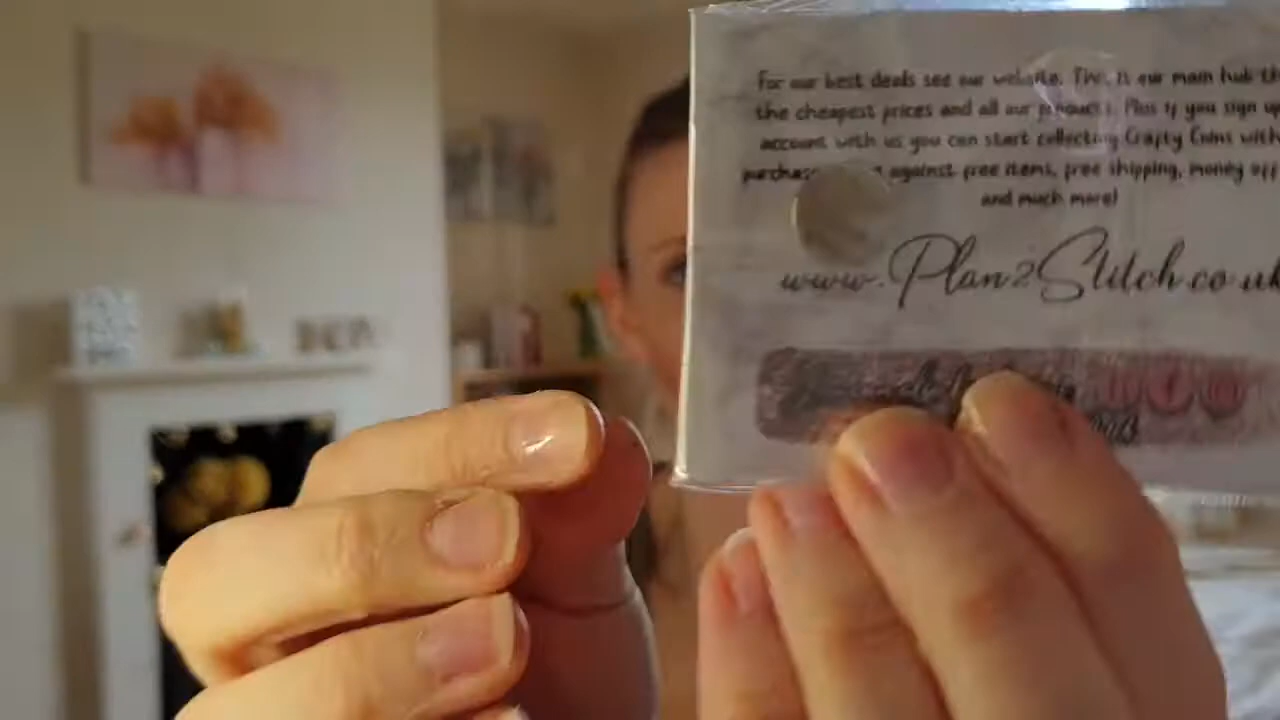 For our best deals see our website. This is our main hub
the cheapest prices and all our products. Plus if you sign up
account with us you can start collecting Crafty Coins with
against free items, free shipping, money off
and much more!
www.Plan2Stitch.co.uk